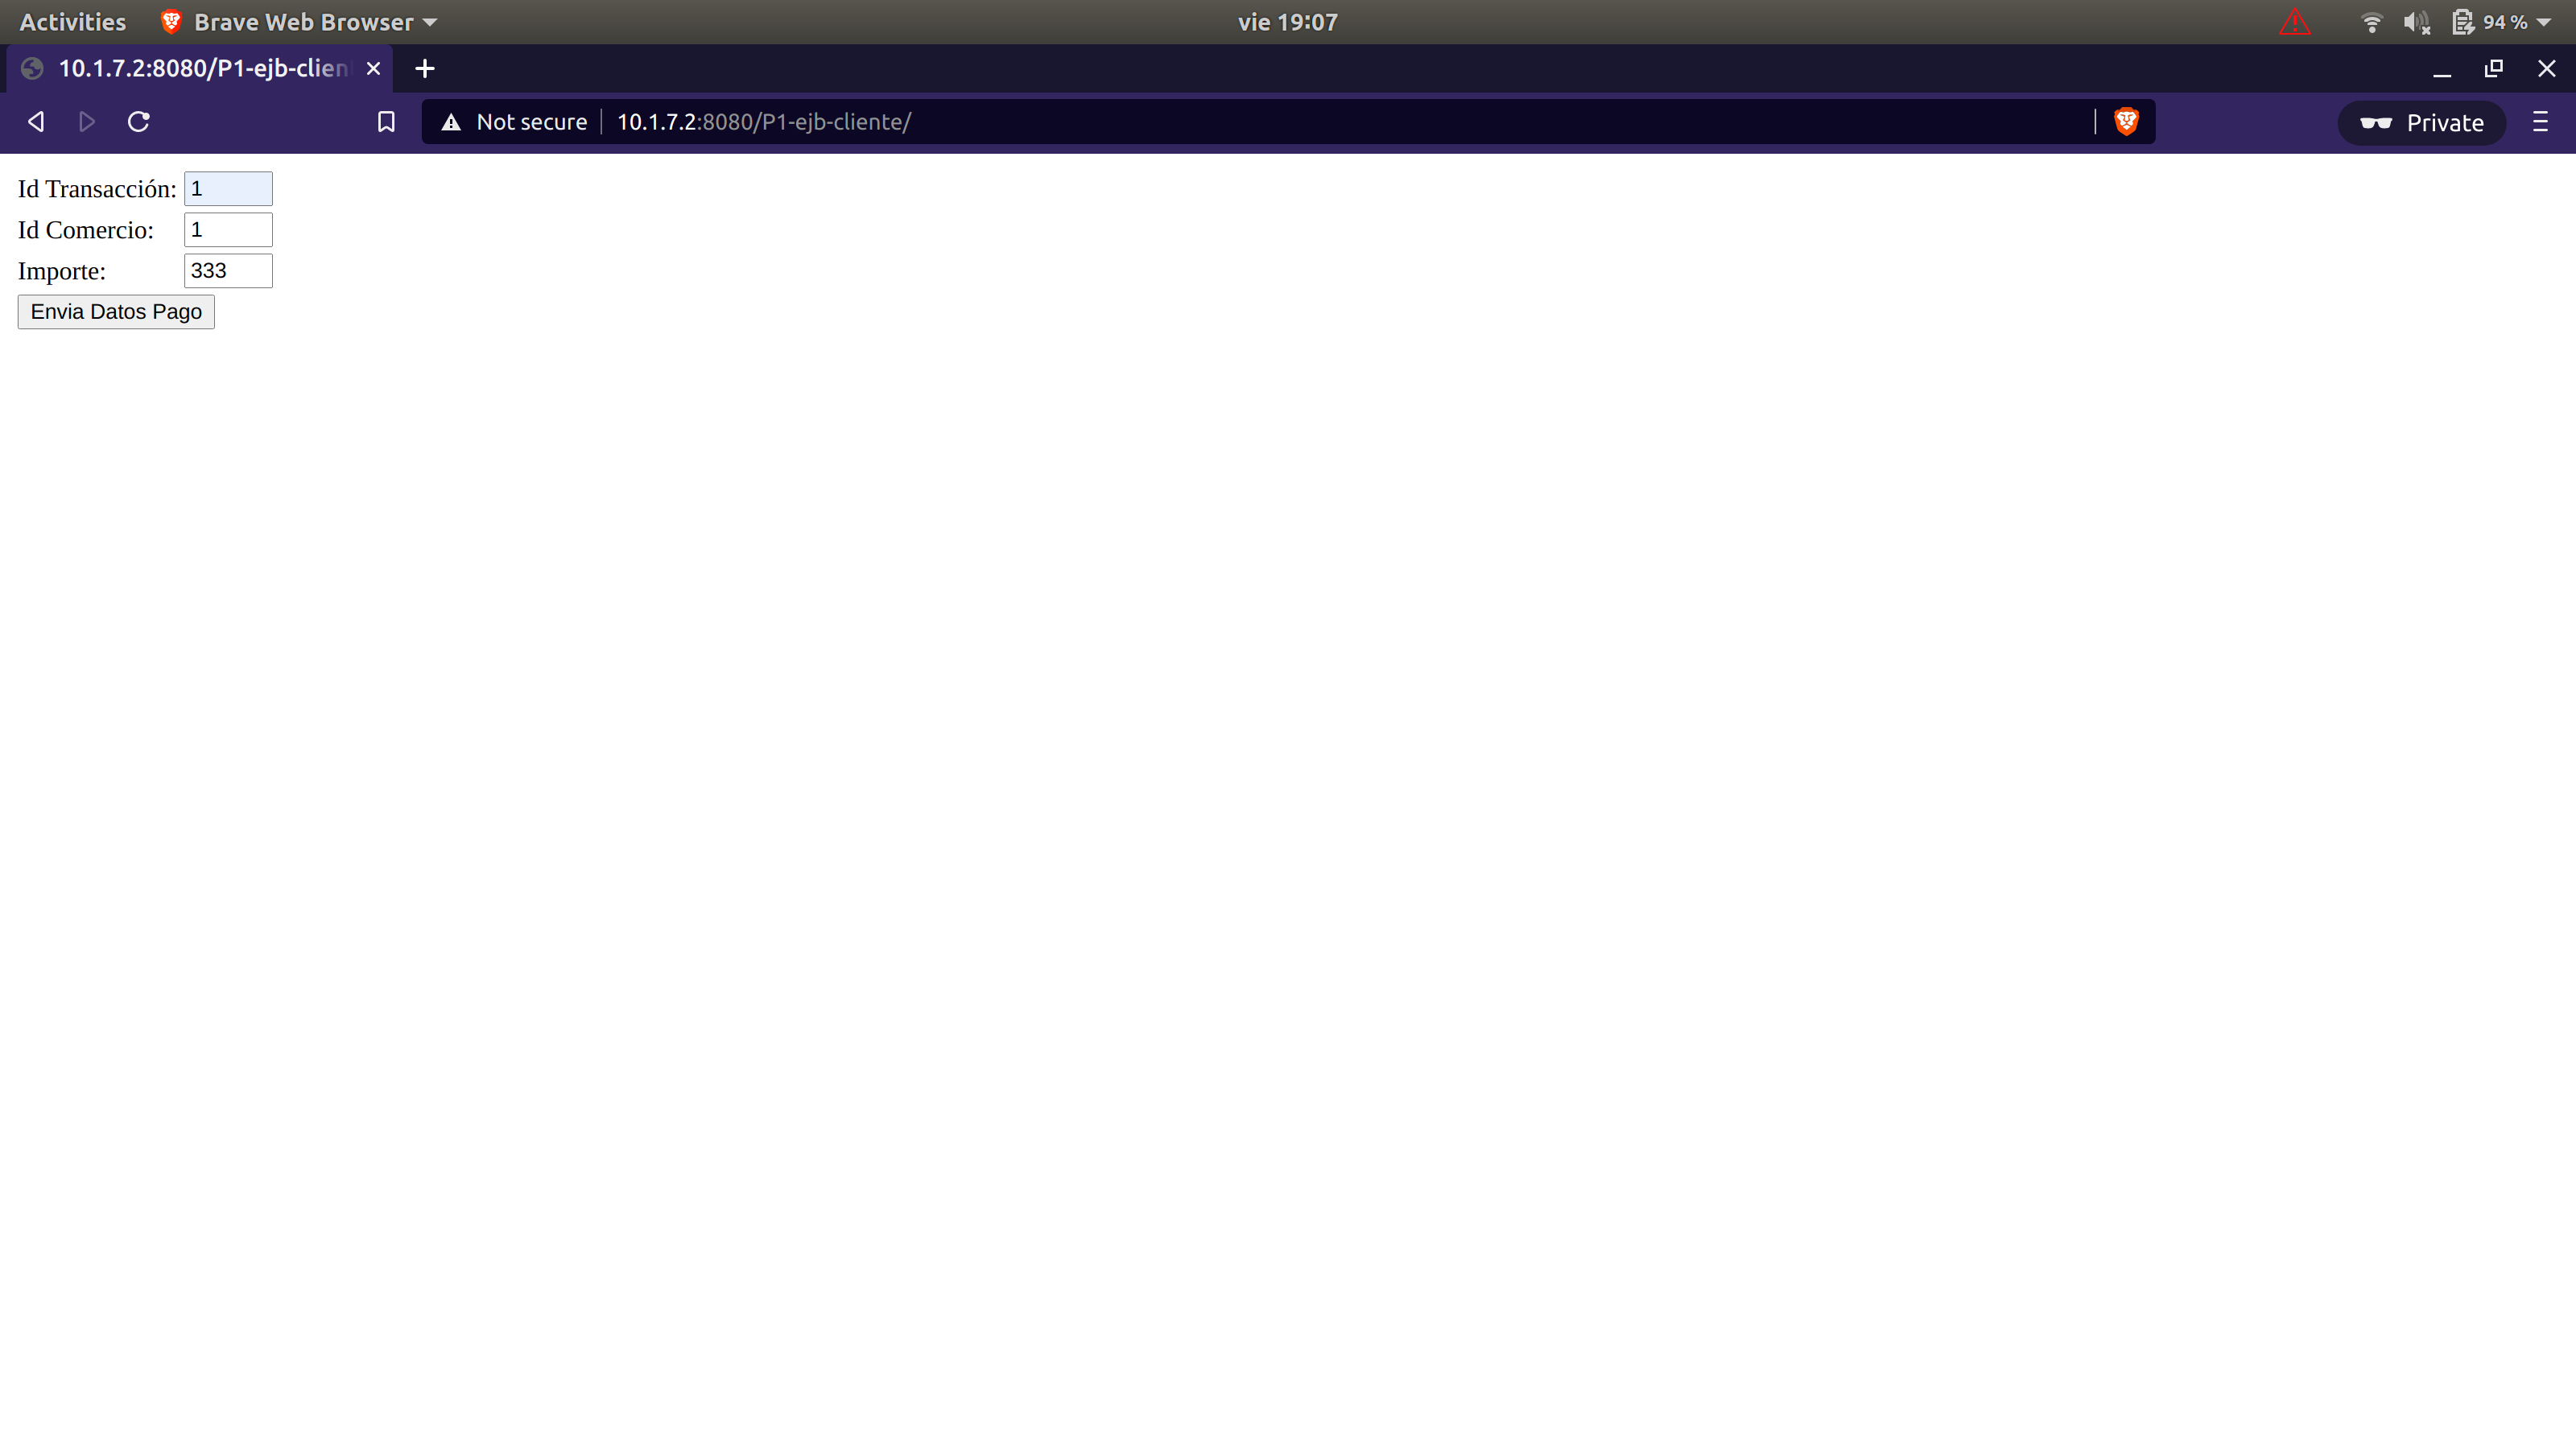 Activities Brave Web Browser vie 19:07 94 %
10.1.7.2:8080/P1-ejb-clien
Not secure 10.1.7.2:8080/P1-ejb-cliente/ Private
Id Transacción: 1
Id Comercio: 1
Importe: 333
Envia Datos Pago